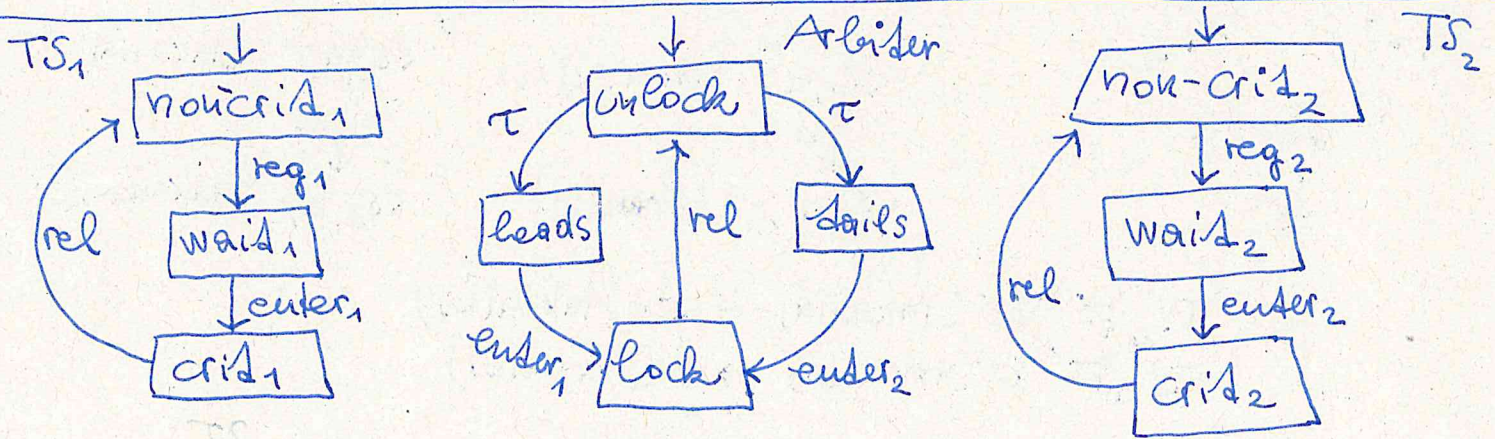 TS₁
Arbiter
TS₂
noncrit₁
unlock
non-crit₂
τ
τ
req₁
req₂
rel
wait₁
heads
rel
tails
wait₂
rel
enter₁
enter₂
enter₁
lock
enter₂
crit₁
crit₂